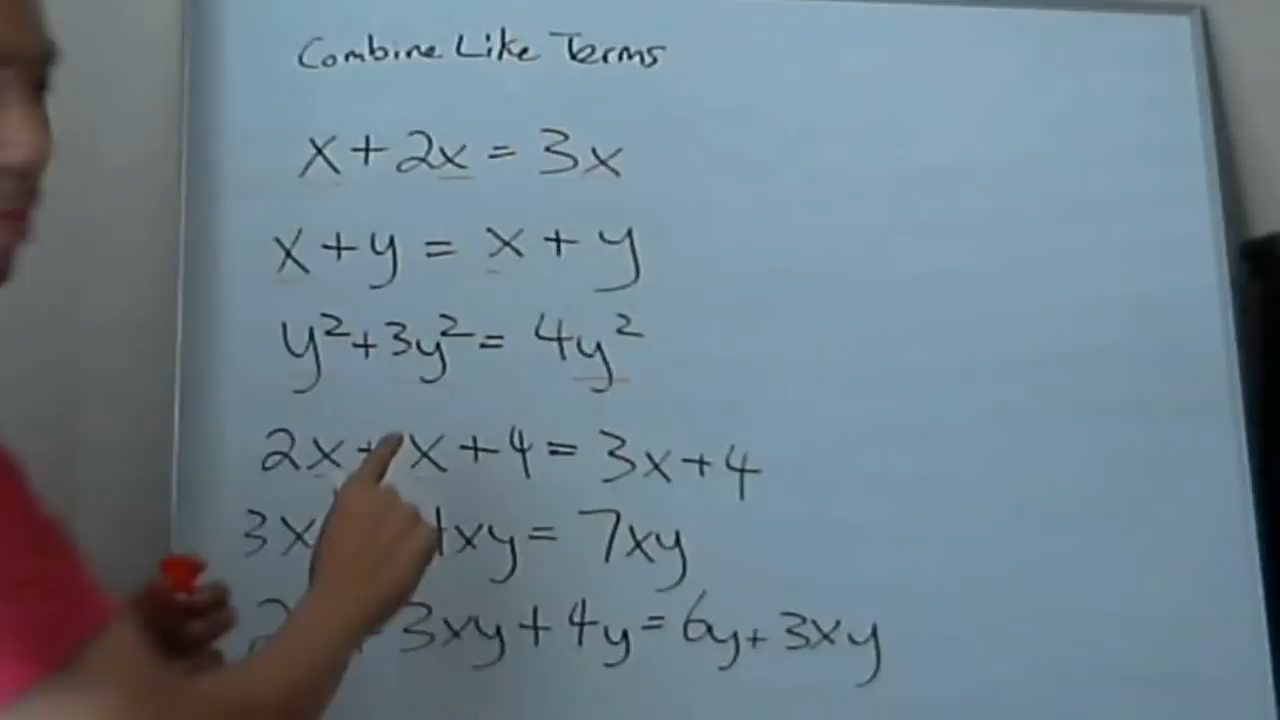 Combine Like Terms
x + 2x = 3x
x + y = x + y
y² + 3y² = 4y²
2x + x + 4 = 3x + 4
3x xy = 7xy
2 3xy + 4y = 6y + 3xy